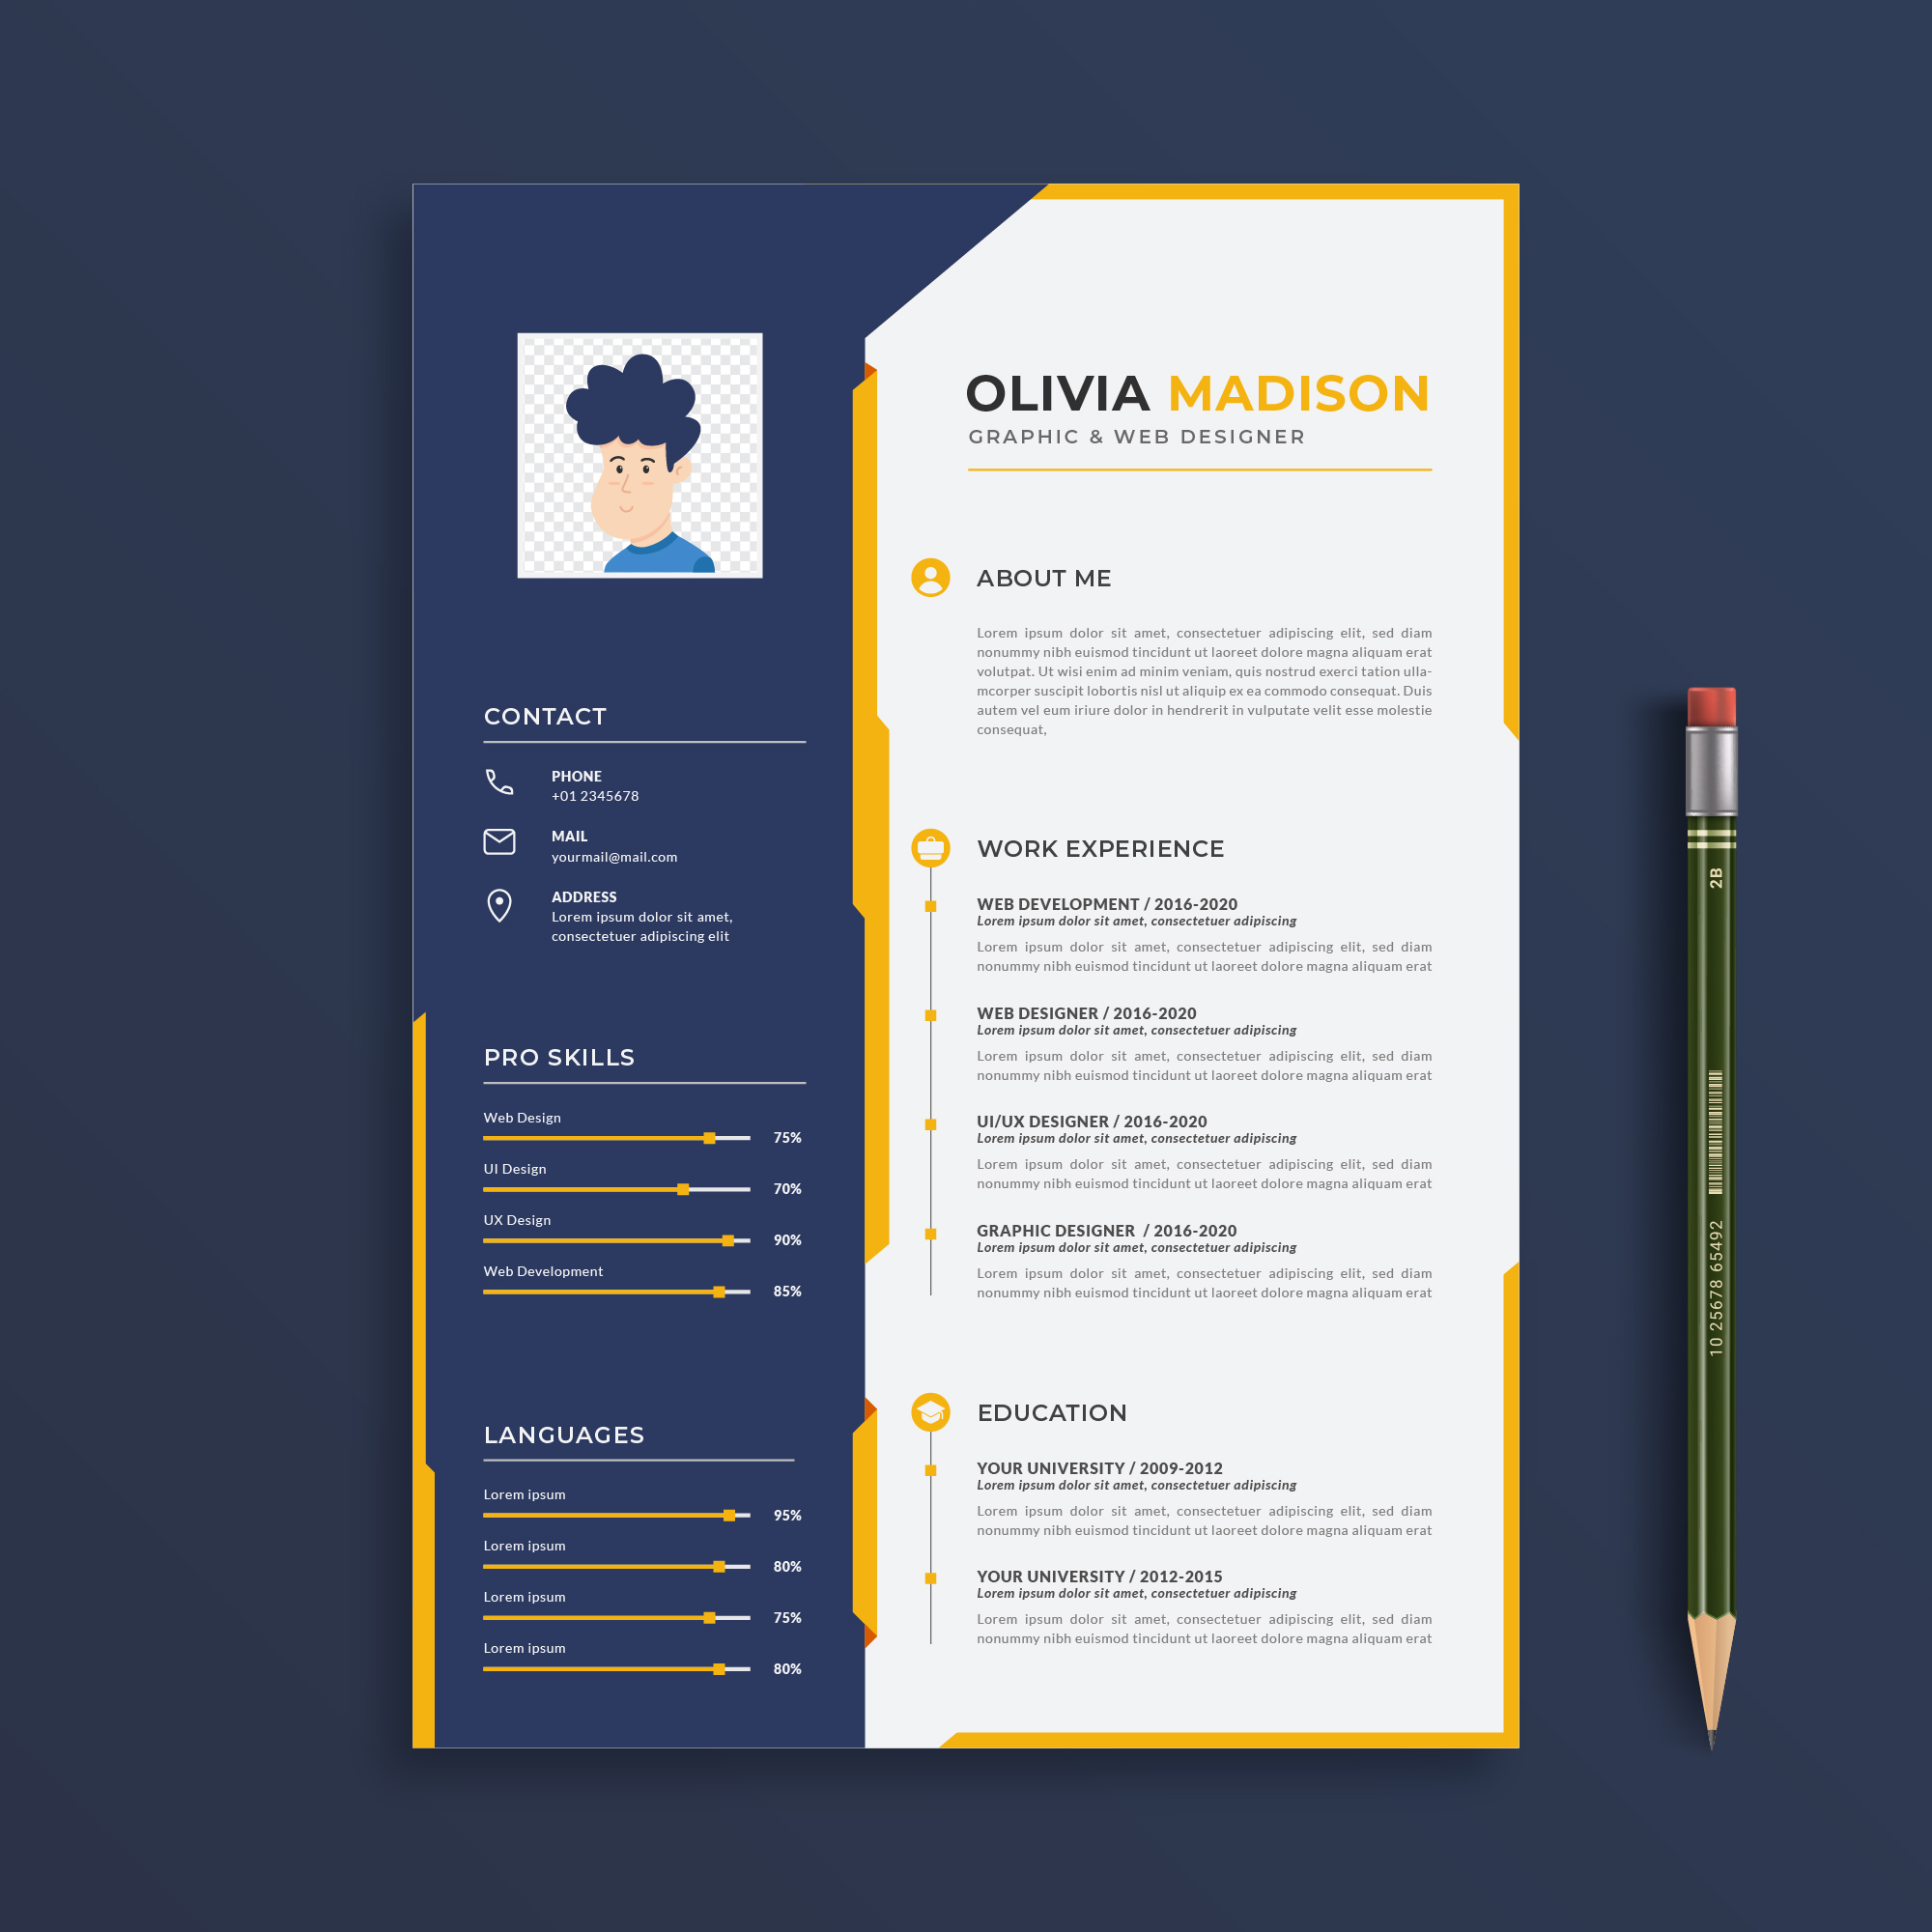 OLIVIA MADISON
GRAPHIC & WEB DESIGNER
CONTACT
PHONE
+01 2345678
MAIL
yourmail@mail.com
ADDRESS
Lorem ipsum dolor sit amet,
consectetuer adipiscing elit
PRO SKILLS
Web Design
75%
UI Design
70%
UX Design
90%
Web Development
85%
LANGUAGES
Lorem ipsum
95%
Lorem ipsum
80%
Lorem ipsum
75%
Lorem ipsum
80%
ABOUT ME
Lorem ipsum dolor sit amet, consectetuer adipiscing elit, sed diam
nonummy nibh euismod tincidunt ut laoreet dolore magna aliquam erat
volutpat. Ut wisi enim ad minim veniam, quis nostrud exerci tation ulla-
mcorper suscipit lobortis nisl ut aliquip ex ea commodo consequat. Duis
autem vel eum iriure dolor in hendrerit in vulputate velit esse molestie
consequat,
WORK EXPERIENCE
WEB DEVELOPMENT / 2016-2020
Lorem ipsum dolor sit amet, consectetuer adipiscing
Lorem ipsum dolor sit amet, consectetuer adipiscing elit, sed diam
nonummy nibh euismod tincidunt ut laoreet dolore magna aliquam erat
WEB DESIGNER / 2016-2020
Lorem ipsum dolor sit amet, consectetuer adipiscing
Lorem ipsum dolor sit amet, consectetuer adipiscing elit, sed diam
nonummy nibh euismod tincidunt ut laoreet dolore magna aliquam erat
UI/UX DESIGNER / 2016-2020
Lorem ipsum dolor sit amet, consectetuer adipiscing
Lorem ipsum dolor sit amet, consectetuer adipiscing elit, sed diam
nonummy nibh euismod tincidunt ut laoreet dolore magna aliquam erat
GRAPHIC DESIGNER / 2016-2020
Lorem ipsum dolor sit amet, consectetuer adipiscing
Lorem ipsum dolor sit amet, consectetuer adipiscing elit, sed diam
nonummy nibh euismod tincidunt ut laoreet dolore magna aliquam erat
EDUCATION
YOUR UNIVERSITY / 2009-2012
Lorem ipsum dolor sit amet, consectetuer adipiscing
Lorem ipsum dolor sit amet, consectetuer adipiscing elit, sed diam
nonummy nibh euismod tincidunt ut laoreet dolore magna aliquam erat
YOUR UNIVERSITY / 2012-2015
Lorem ipsum dolor sit amet, consectetuer adipiscing
Lorem ipsum dolor sit amet, consectetuer adipiscing elit, sed diam
nonummy nibh euismod tincidunt ut laoreet dolore magna aliquam erat
2B
10 25678 65492